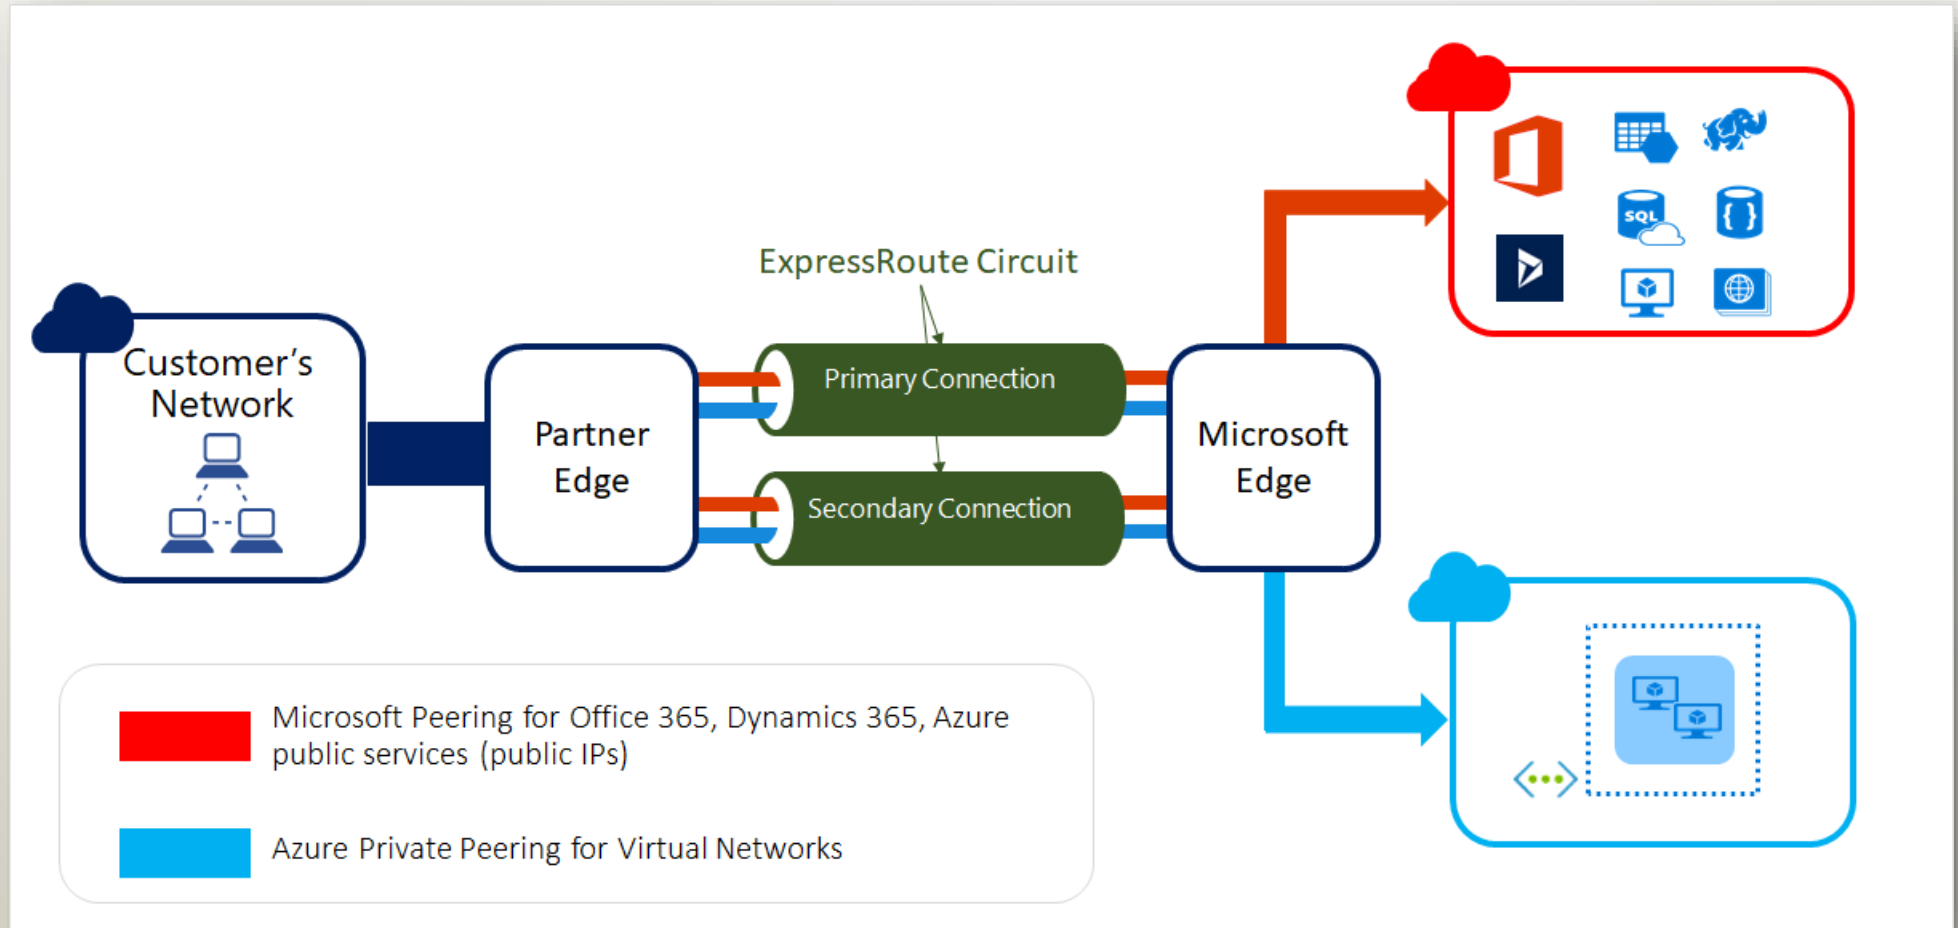 ExpressRoute Circuit
Customer's
Network
Partner
Edge
Primary Connection
Secondary Connection
Microsoft
Edge
SQL
Microsoft Peering for Office 365, Dynamics 365, Azure
public services (public IPs)
Azure Private Peering for Virtual Networks